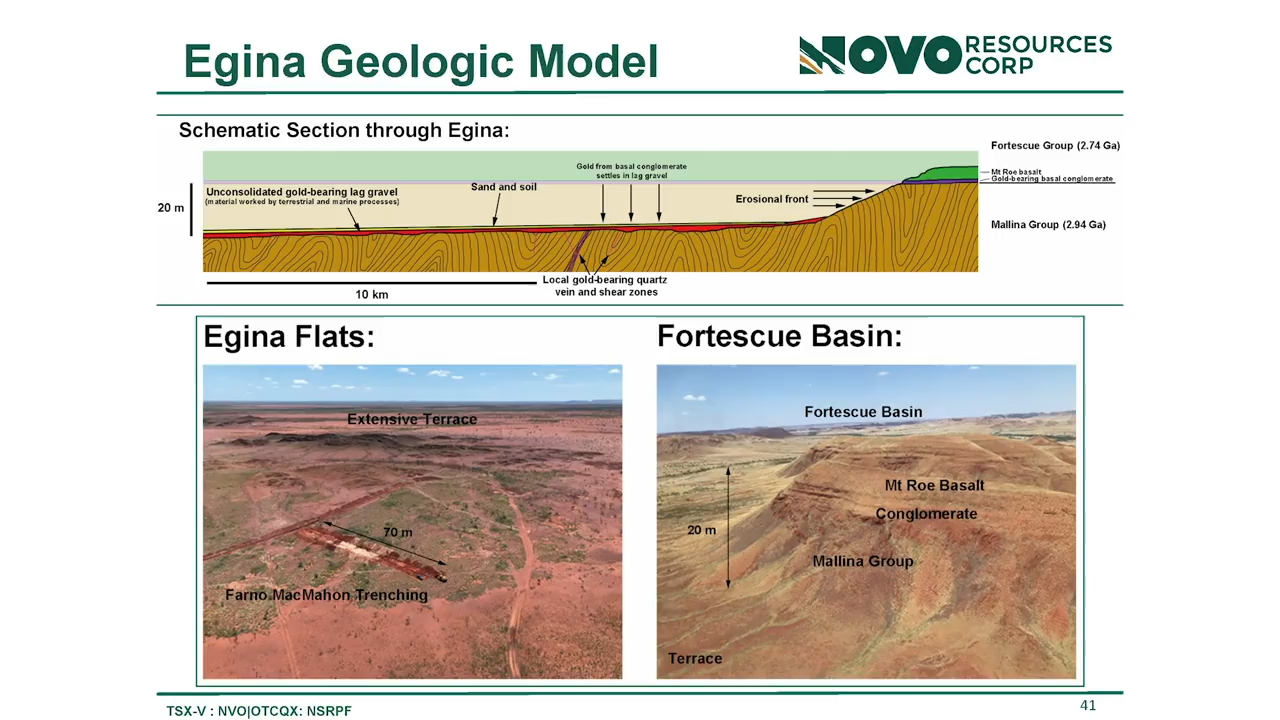 Egina Geologic Model
NOVO RESOURCES
CORP
Schematic Section through Egina:
Fortescue Group (2.74 Ga)
Gold from basal conglomerate
settles in lag gravel
Mt Roe basalt
Gold-bearing basal conglomerate
Unconsolidated gold-bearing lag gravel
(material worked by terrestrial and marine processes)
Sand and soil
Erosional front
20 m
Mallina Group (2.94 Ga)
10 km
Local gold-bearing quartz
vein and shear zones
Egina Flats:
Extensive Terrace
70 m
Farno.MacMahon Trenching
Fortescue Basin:
Fortescue Basin
Mt Roe Basalt
Conglomerate
20 m
Mallina Group
Terrace
TSX-V : NVO|OTCQX: NSRPF
41